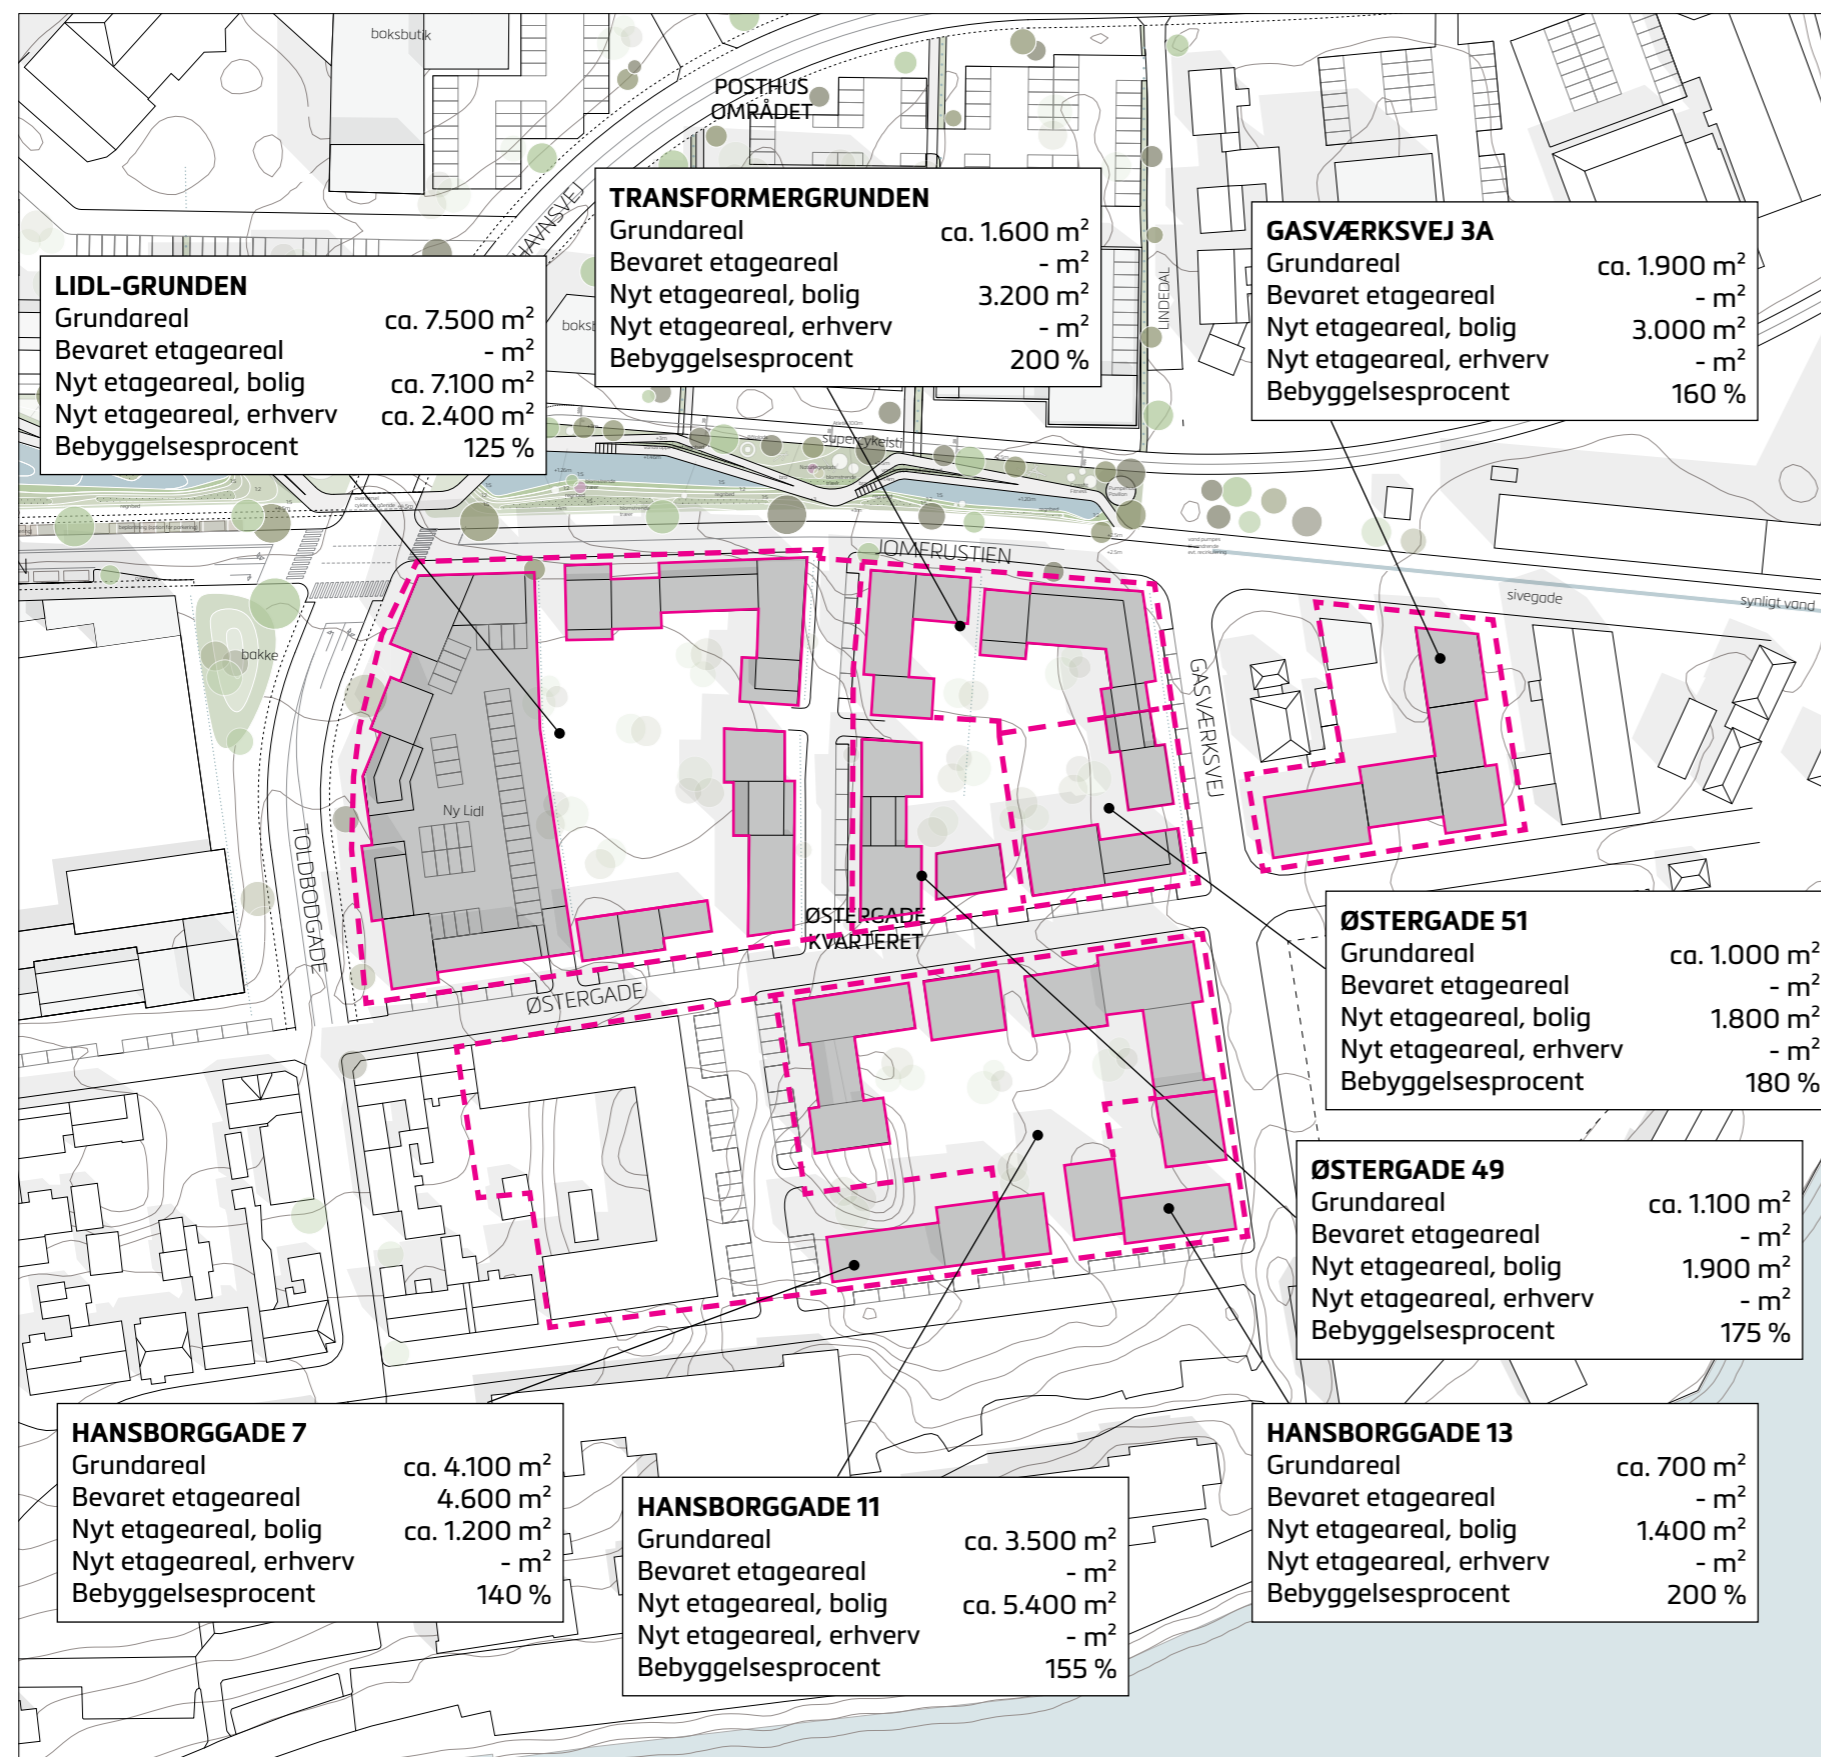 boksbutik
POSTHUS
OMRÅDET
HAVNSVEJ
LINDEDAL
TRANSFORMERGRUNDEN
Grundareal ca. 1.600 m²
Bevaret etageareal - m²
Nyt etageareal, bolig 3.200 m²
Nyt etageareal, erhverv - m²
Bebyggelsesprocent 200 %
GASVÆRKSVEJ 3A
Grundareal ca. 1.900 m²
Bevaret etageareal - m²
Nyt etageareal, bolig 3.000 m²
Nyt etageareal, erhverv - m²
Bebyggelsesprocent 160 %
LIDL-GRUNDEN
Grundareal ca. 7.500 m²
Bevaret etageareal - m²
Nyt etageareal, bolig ca. 7.100 m²
Nyt etageareal, erhverv ca. 2.400 m²
Bebyggelsesprocent 125 %
supercykelsti
JOMFRUSTIEN
sivegade
synligt vand
bakke
GASVÆRKSVEJ
Ny Lidl
TOLDBODGADE
ØSTERGADE
KVARTERET
ØSTERGADE
ØSTERGADE 51
Grundareal ca. 1.000 m²
Bevaret etageareal - m²
Nyt etageareal, bolig 1.800 m²
Nyt etageareal, erhverv - m²
Bebyggelsesprocent 180 %
ØSTERGADE 49
Grundareal ca. 1.100 m²
Bevaret etageareal - m²
Nyt etageareal, bolig 1.900 m²
Nyt etageareal, erhverv - m²
Bebyggelsesprocent 175 %
HANSBORGGADE 7
Grundareal ca. 4.100 m²
Bevaret etageareal 4.600 m²
Nyt etageareal, bolig ca. 1.200 m²
Nyt etageareal, erhverv - m²
Bebyggelsesprocent 140 %
HANSBORGGADE 11
Grundareal ca. 3.500 m²
Bevaret etageareal - m²
Nyt etageareal, bolig ca. 5.400 m²
Nyt etageareal, erhverv - m²
Bebyggelsesprocent 155 %
HANSBORGGADE 13
Grundareal ca. 700 m²
Bevaret etageareal - m²
Nyt etageareal, bolig 1.400 m²
Nyt etageareal, erhverv - m²
Bebyggelsesprocent 200 %